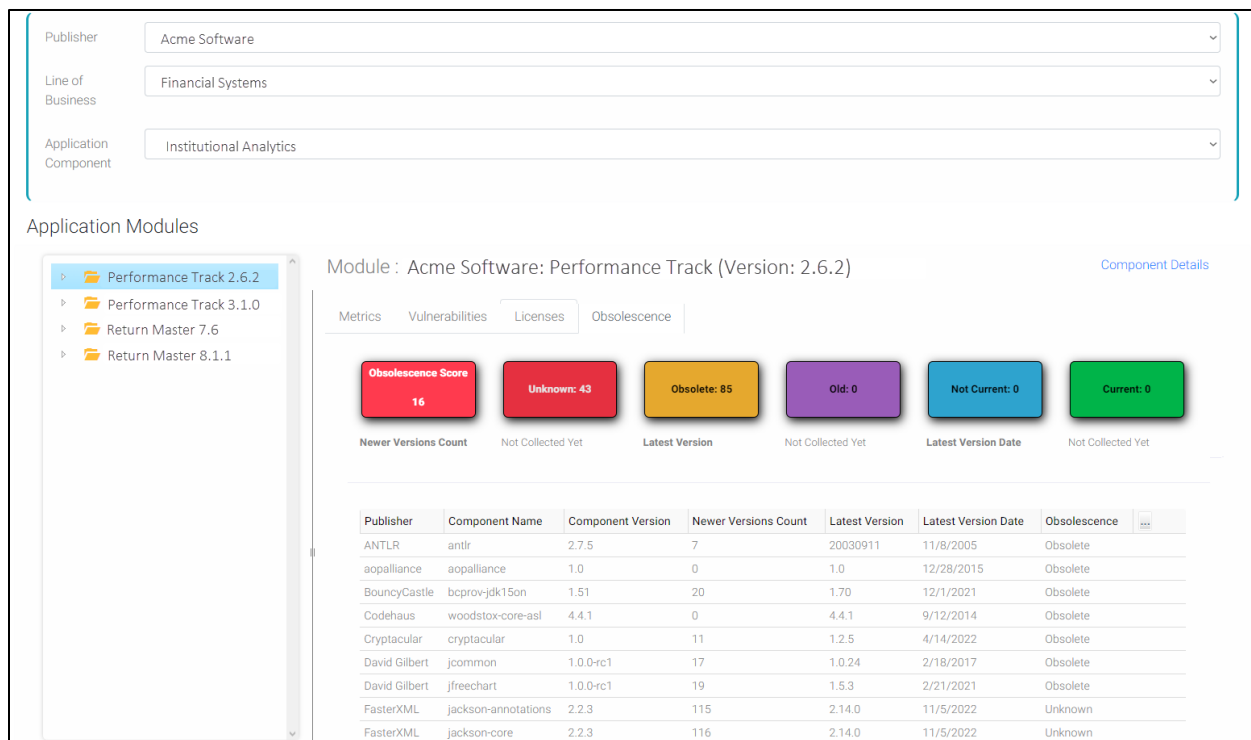 Publisher Acme Software
Line of Business Financial Systems
Application Component Institutional Analytics
Application Modules
Performance Track 2.6.2
Performance Track 3.1.0
Return Master 7.6
Return Master 8.1.1
Module : Acme Software: Performance Track (Version: 2.6.2) Component Details
Metrics Vulnerabilities Licenses Obsolescence
Obsolescence Score 16 Unknown: 43 Obsolete: 85 Old: 0 Not Current: 0 Current: 0
Newer Versions Count Not Collected Yet Latest Version Not Collected Yet Latest Version Date Not Collected Yet
Publisher Component Name Component Version Newer Versions Count Latest Version Latest Version Date Obsolescence ...
ANTLR antlr 2.7.5 7 20030911 11/8/2005 Obsolete
aopalliance aopalliance 1.0 0 1.0 12/28/2015 Obsolete
BouncyCastle bcprov-jdk15on 1.51 20 1.70 12/1/2021 Obsolete
Codehaus woodstox-core-asl 4.4.1 0 4.4.1 9/12/2014 Obsolete
Cryptacular cryptacular 1.0 11 1.2.5 4/14/2022 Obsolete
David Gilbert jcommon 1.0.0-rc1 17 1.0.24 2/18/2017 Obsolete
David Gilbert jfreechart 1.0.0-rc1 19 1.5.3 2/21/2021 Obsolete
FasterXML jackson-annotations 2.2.3 115 2.14.0 11/5/2022 Unknown
FasterXML jackson-core 2.2.3 116 2.14.0 11/5/2022 Unknown